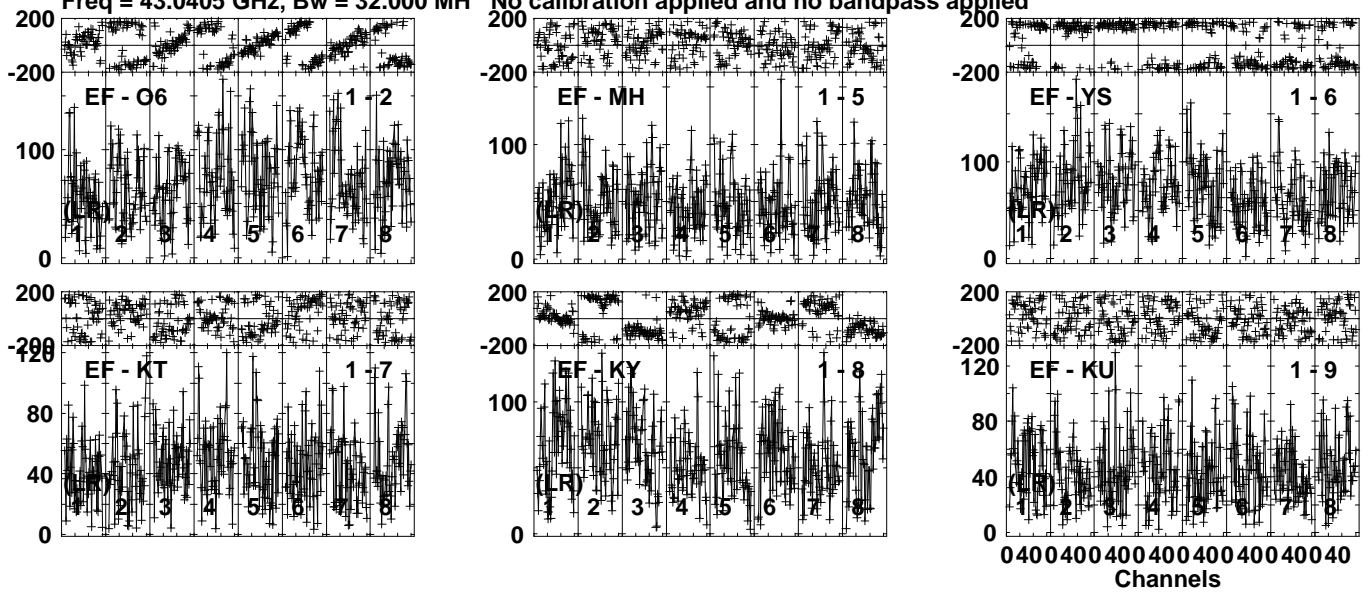 Freq = 43.0405 GHz, Bw = 32.000 MH No calibration applied and no bandpass applied
200 200 200
-200 -200 -200
EF - O6 1 - 2 EF - MH 1 - 5 EF - YS 1 - 6
100 100 100
(LR) (LR) (LR)
1 2 3 4 5 6 7 8 1 2 3 4 5 6 7 8 1 2 3 4 5 6 7 8
0 0 0
200 200 200
-200 -200 -200
120
EF - KT 1 - 7 EF - KY 1 - 8 EF - KU 1 - 9
120
100
80 80
40 40
(LR) (LR) (LR)
1 2 3 4 5 6 7 8 1 2 3 4 5 6 7 8 1 2 3 4 5 6 7 8
0 0 0
0 40 0 40 0 40 0 40 0 40 0 40 0 40 0 40
Channels